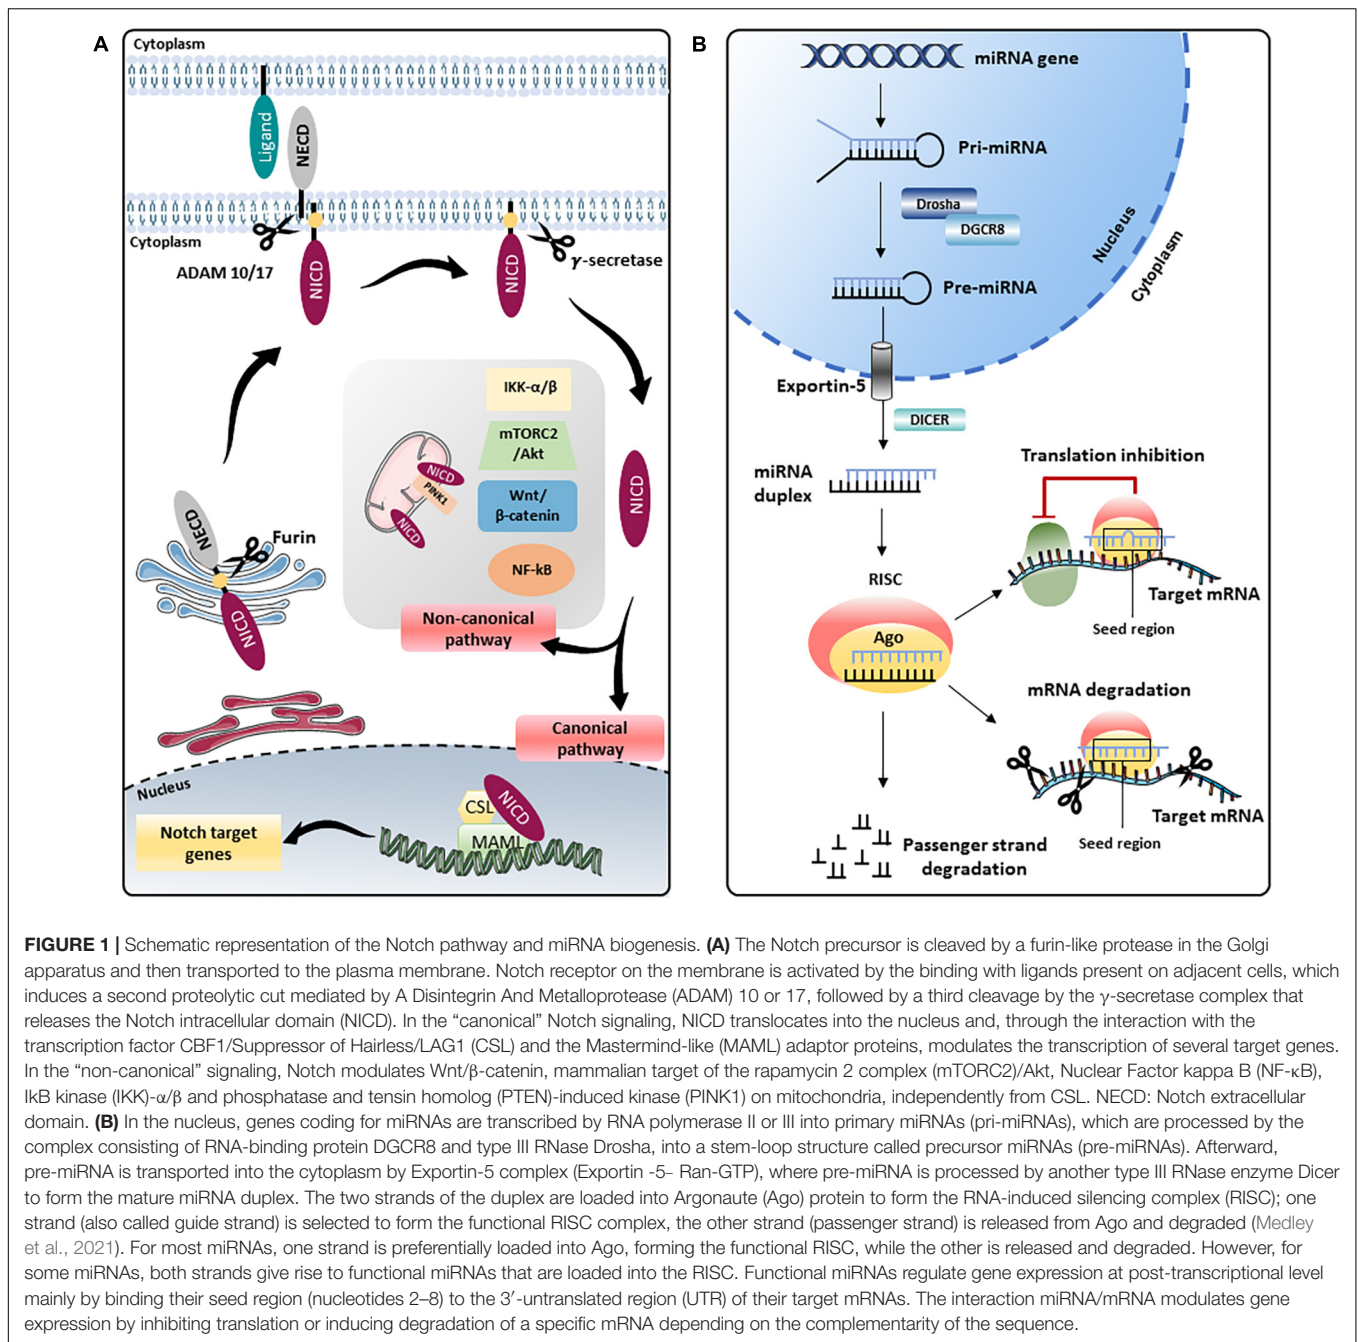 A
Cytoplasm
Ligand
NECD
Cytoplasm
ADAM 10/17
NICD
NICD
γ-secretase
IKK-α/β
mTORC2
/Akt
NICD
PINK1
NICD
Wnt/
β-catenin
NF-kB
NICD
NECD
Furin
NICD
Non-canonical
pathway
Canonical
pathway
Nucleus
CSL
NICD
MAML
Notch target
genes
B
miRNA gene
Pri-miRNA
Drosha
DGCR8
Nucleus
Cytoplasm
Pre-miRNA
Exportin-5
DICER
miRNA
duplex
Translation inhibition
Target mRNA
Seed region
RISC
Ago
mRNA degradation
Target mRNA
Seed region
Passenger strand
degradation
FIGURE 1 | Schematic representation of the Notch pathway and miRNA biogenesis. (A) The Notch precursor is cleaved by a furin-like protease in the Golgi
apparatus and then transported to the plasma membrane. Notch receptor on the membrane is activated by the binding with ligands present on adjacent cells, which
induces a second proteolytic cut mediated by A Disintegrin And Metalloprotease (ADAM) 10 or 17, followed by a third cleavage by the γ-secretase complex that
releases the Notch intracellular domain (NICD). In the “canonical” Notch signaling, NICD translocates into the nucleus and, through the interaction with the
transcription factor CBF1/Suppressor of Hairless/LAG1 (CSL) and the Mastermind-like (MAML) adaptor proteins, modulates the transcription of several target genes.
In the “non-canonical” signaling, Notch modulates Wnt/β-catenin, mammalian target of the rapamycin 2 complex (mTORC2)/Akt, Nuclear Factor kappa B (NF-κB),
IkB kinase (IKK)-α/β and phosphatase and tensin homolog (PTEN)-induced kinase (PINK1) on mitochondria, independently from CSL. NECD: Notch extracellular
domain. (B) In the nucleus, genes coding for miRNAs are transcribed by RNA polymerase II or III into primary miRNAs (pri-miRNAs), which are processed by the
complex consisting of RNA-binding protein DGCR8 and type III RNase Drosha, into a stem-loop structure called precursor miRNAs (pre-miRNAs). Afterward,
pre-miRNA is transported into the cytoplasm by Exportin-5 complex (Exportin -5- Ran-GTP), where pre-miRNA is processed by another type III RNase enzyme Dicer
to form the mature miRNA duplex. The two strands of the duplex are loaded into Argonaute (Ago) protein to form the RNA-induced silencing complex (RISC); one
strand (also called guide strand) is selected to form the functional RISC complex, the other strand (passenger strand) is released from Ago and degraded (Medley
et al., 2021). For most miRNAs, one strand is preferentially loaded into Ago, forming the functional RISC, while the other is released and degraded. However, for
some miRNAs, both strands give rise to functional miRNAs that are loaded into the RISC. Functional miRNAs regulate gene expression at post-transcriptional level
mainly by binding their seed region (nucleotides 2–8) to the 3′-untranslated region (UTR) of their target mRNAs. The interaction miRNA/mRNA modulates gene
expression by inhibiting translation or inducing degradation of a specific mRNA depending on the complementarity of the sequence.